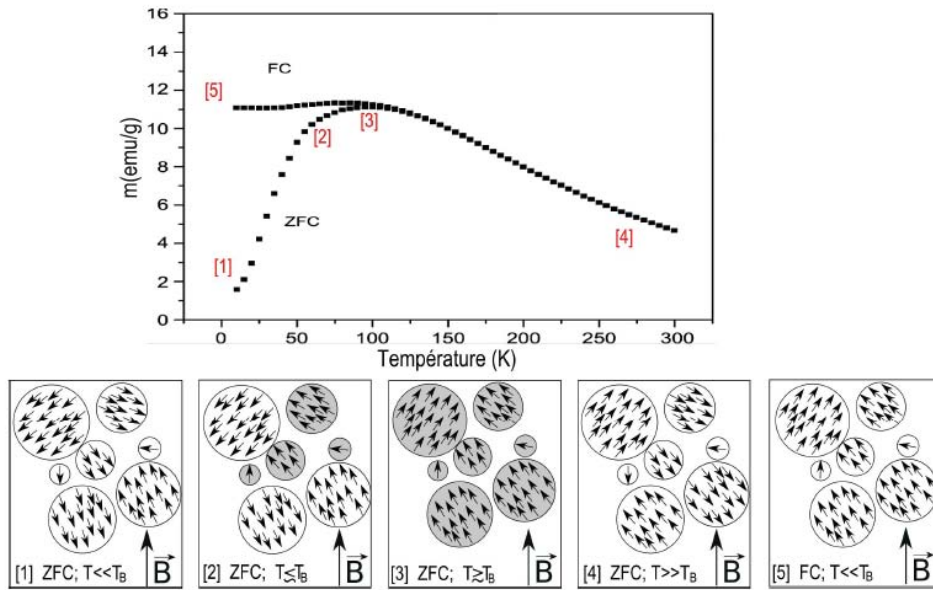 16
14
12
10
8
6
4
2
0
m(emu/g)
FC
ZFC
[5]
[2]
[3]
[1]
[4]
0 50 100 150 200 250 300
Température (K)
[1] ZFC; T<<T_B B
[2] ZFC; T≲T_B B
[3] ZFC; T≳T_B B
[4] ZFC; T>>T_B B
[5] FC; T<<T_B B